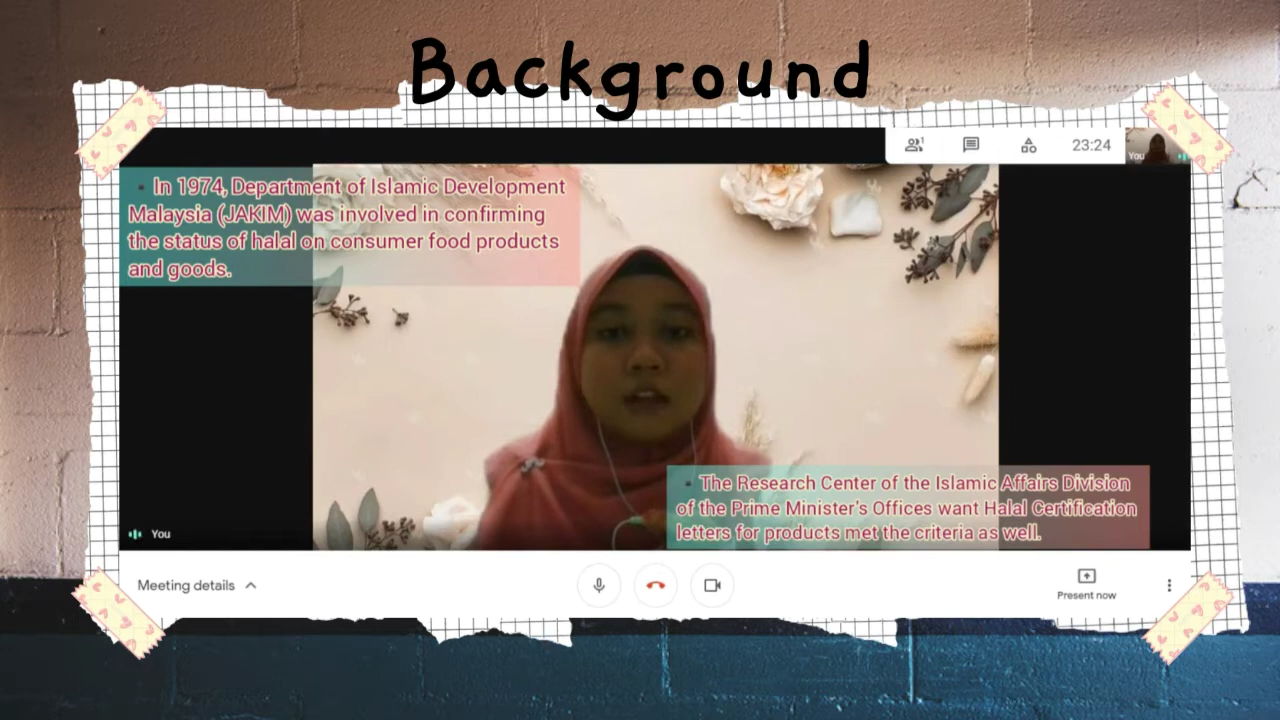 Background
23:24
You
- In 1974, Department of Islamic Development
Malaysia (JAKIM) was involved in confirming
the status of halal on consumer food products
and goods.
- The Research Center of the Islamic Affairs Division
of the Prime Minister's Offices want Halal Certification
letters for products met the criteria as well.
You
Meeting details
Present now